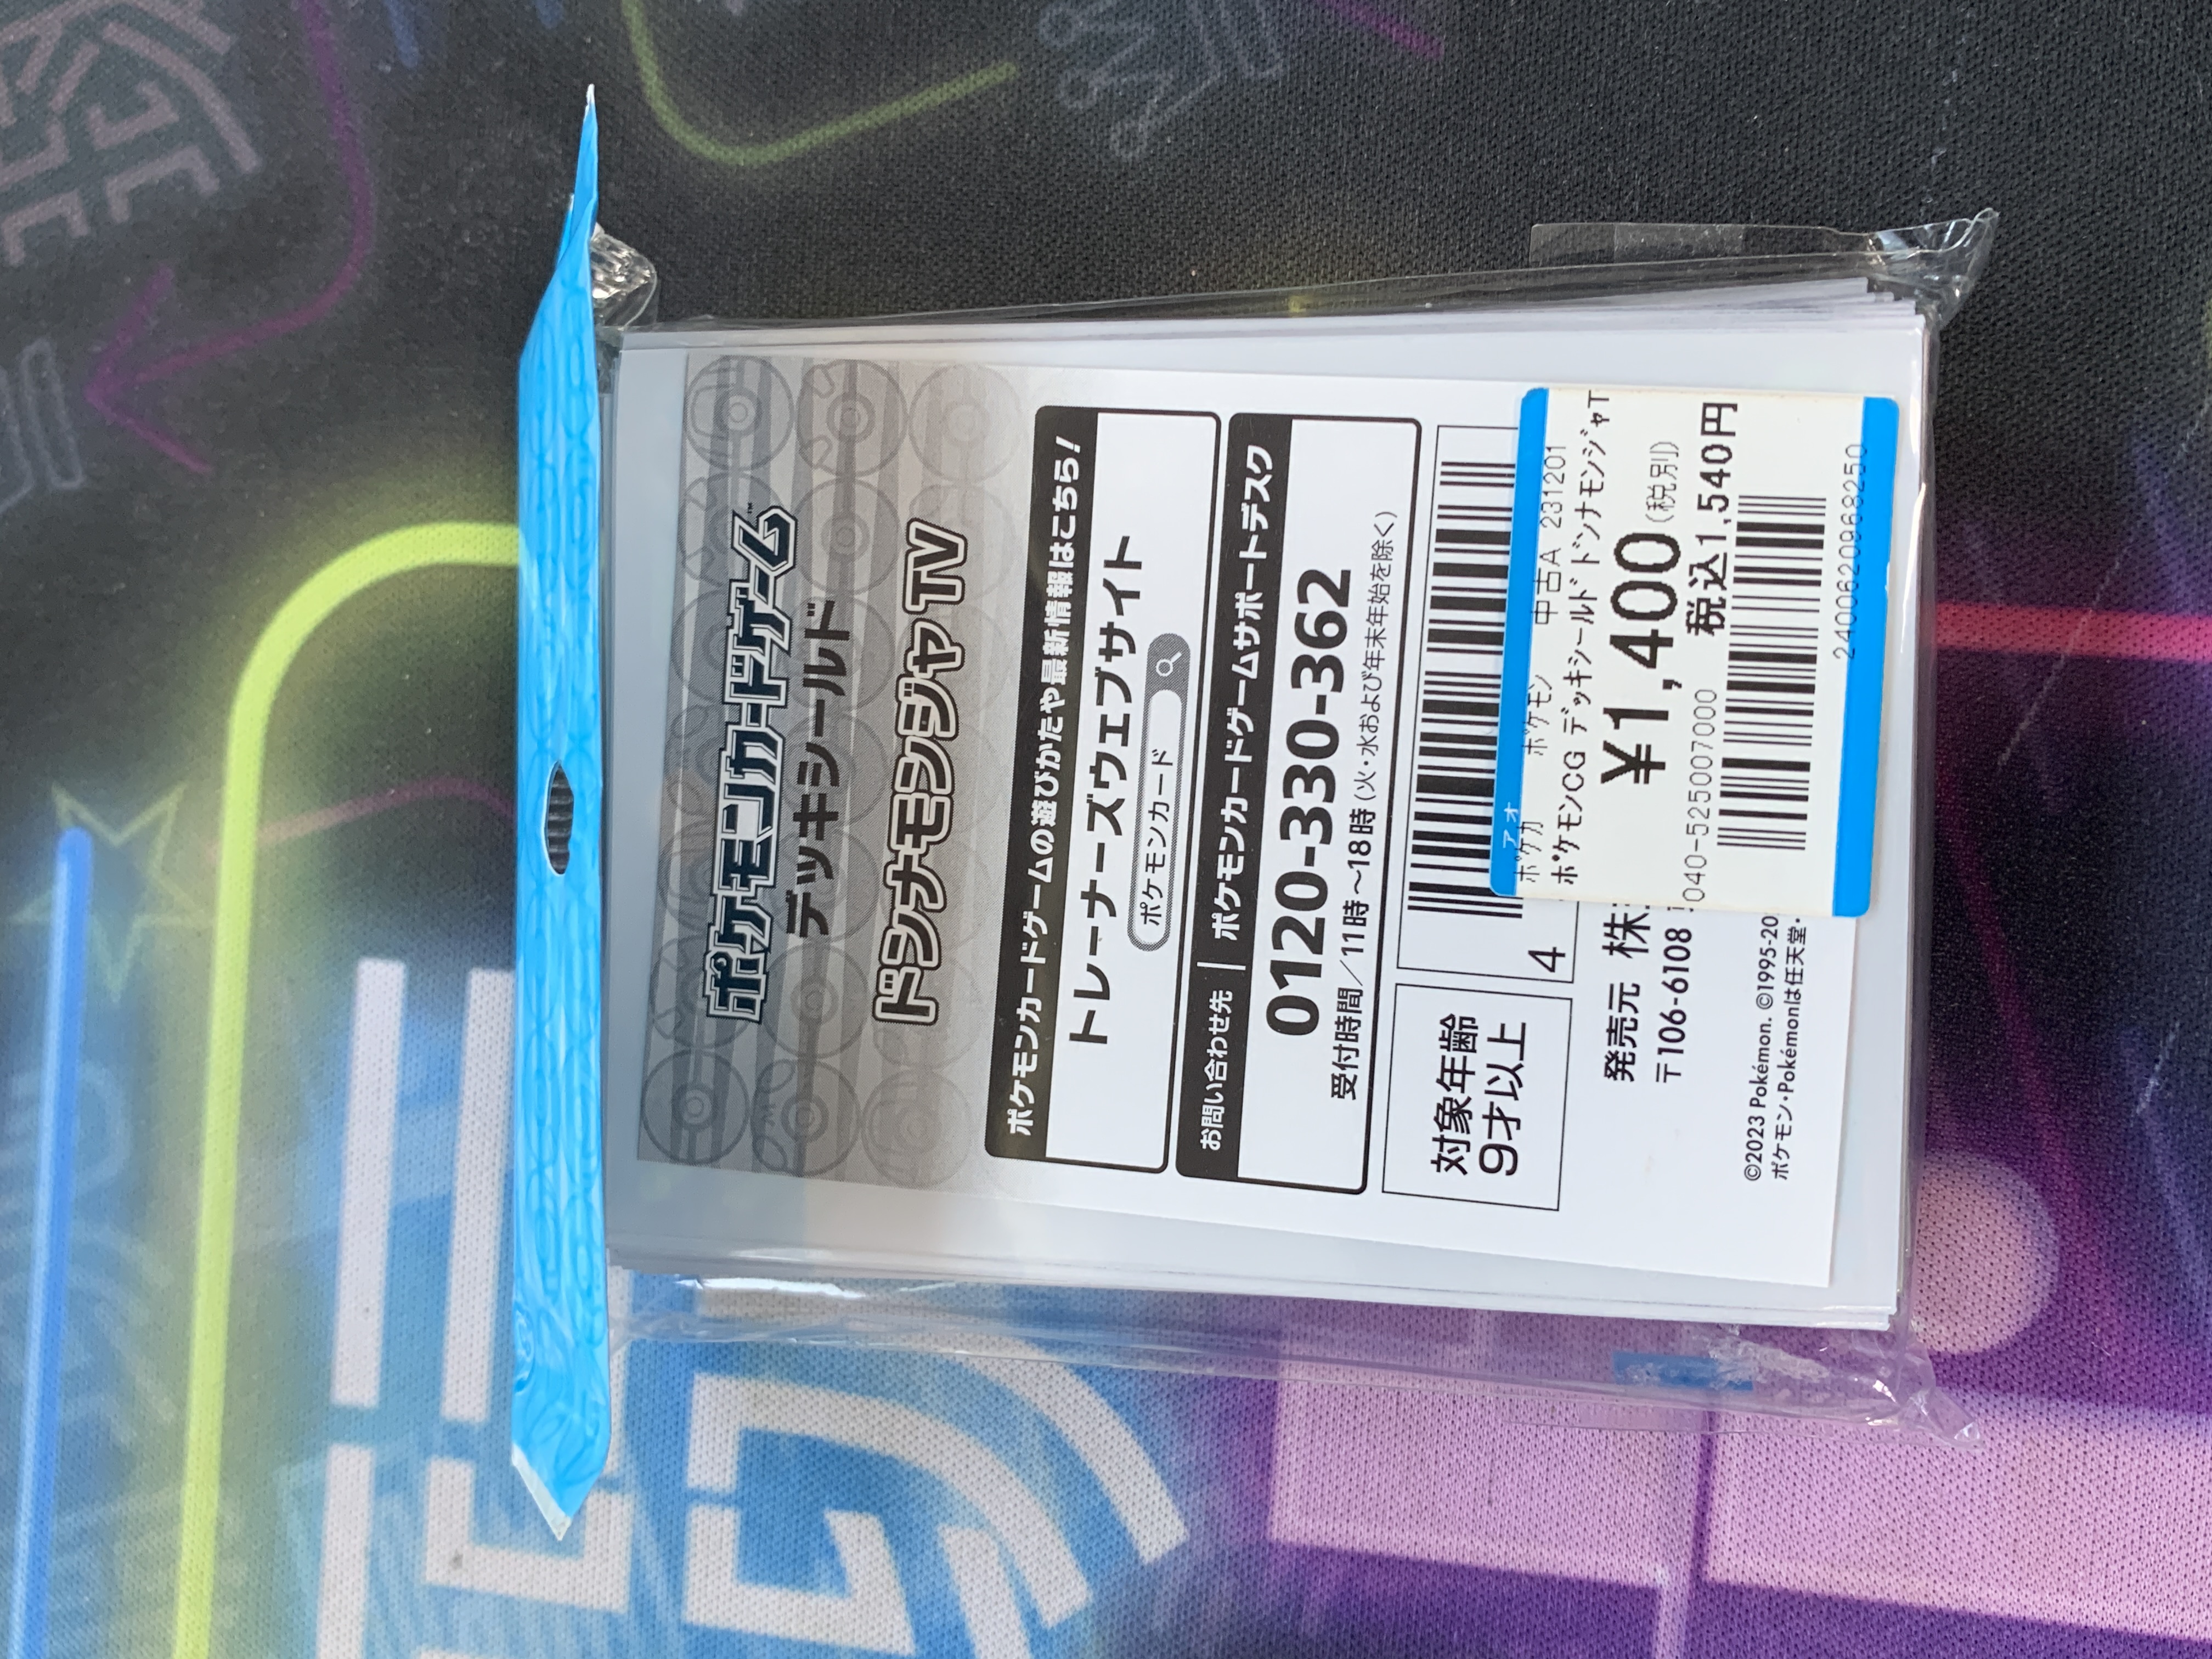 ポケモンカードゲーム™
デッキシールド
ドンナモンジャTV
ポケモンカードゲームの遊びかたや最新情報はこちら!
トレーナーズウェブサイト
ポケモンカード
お問い合わせ先 | ポケモンカードゲームサポートデスク
0120-330-362
受付時間/11時～18時(火・水および年末年始を除く)
対象年齢
9才以上
4
発売元 株
〒106-6108
©2023 Pokémon. ©1995-20
ポケモン・Pokémonは任天堂・
アオ
ポケカ ポケモン 中古A 231201
ポケモンCG デッキシールド ドンナモンジャT
¥1,400(税別)
税込1,540円
040-525007000
2400620968250